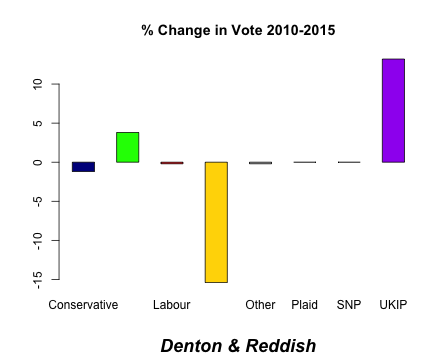 % Change in Vote 2010-2015
10
5
0
-5
-10
-15
Conservative Labour Other Plaid SNP UKIP
Denton & Reddish